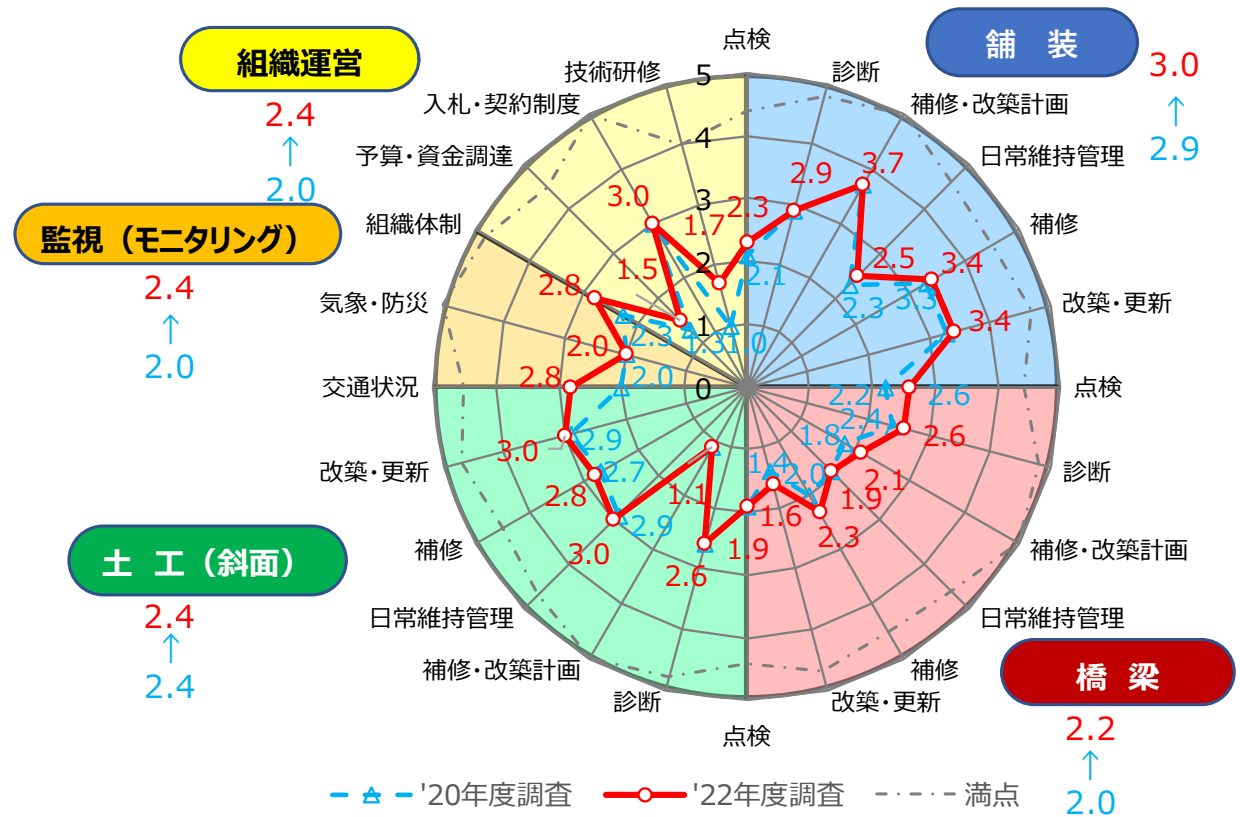 組織運営
2.4
↑
2.0
監視（モニタリング）
2.4
↑
2.0
土 工（斜面）
2.4
↑
2.4
舗 装
3.0
↑
2.9
橋 梁
2.2
↑
2.0
点検
診断
補修・改築計画
日常維持管理
補修
改築・更新
点検
診断
補修・改築計画
日常維持管理
補修
改築・更新
点検
診断
補修・改築計画
日常維持管理
補修
改築・更新
交通状況
気象・防災
組織体制
予算・資金調達
入札・契約制度
技術研修
5
4
3
2
1
0
2.3
2.9
3.7
2.5
3.4
3.4
2.6
2.6
2.1
1.9
2.3
1.6
1.9
2.6
1.1
3.0
2.8
3.0
2.8
2.0
2.8
1.5
3.0
1.7
2.1
2.3
3.3
2.2
2.4
1.8
2.0
1.4
2.9
2.7
2.9
2.0
2.3
1.3
1.0
'20年度調査
'22年度調査
満点